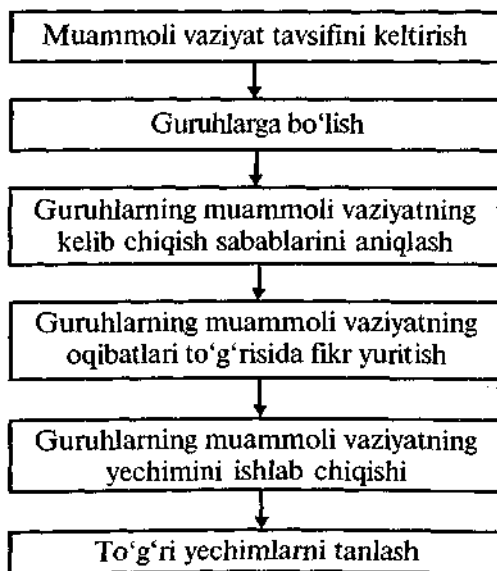 Muammoli vaziyat tavsifini keltirish
Guruhlarga bo‘lish
Guruhlarning muammoli vaziyatning
kelib chiqish sabablarini aniqlash
Guruhlarning muammoli vaziyatning
oqibatlari to‘g‘risida fikr yuritish
Guruhlarning muammoli vaziyatning
yechimini ishlab chiqishi
To‘g‘ri yechimlarni tanlash